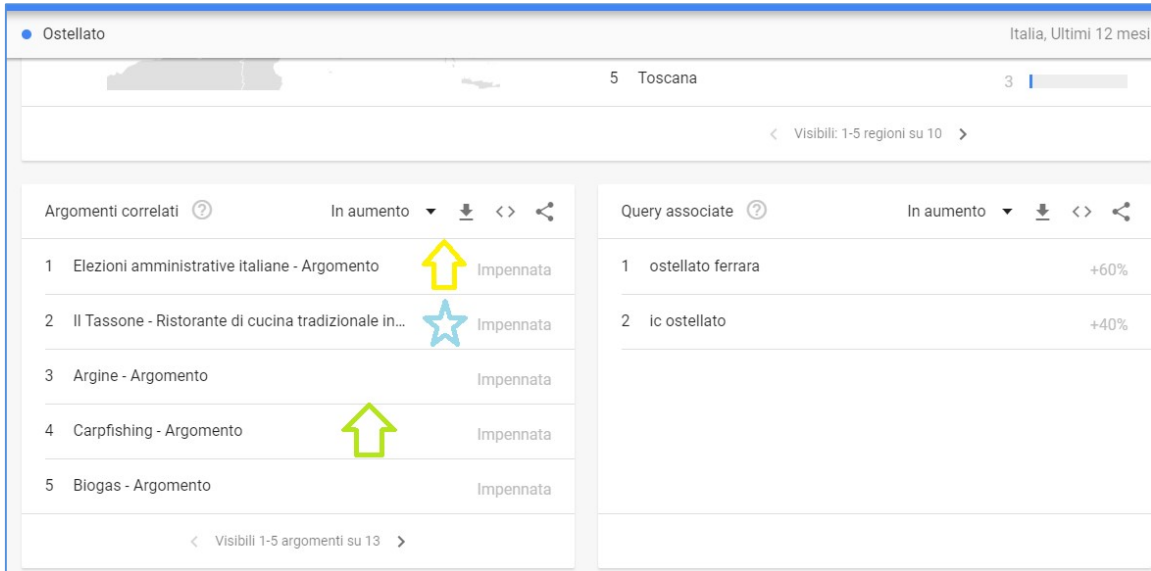 Ostellato
Italia, Ultimi 12 mesi
5 Toscana 3
Visibili: 1-5 regioni su 10
Argomenti correlati In aumento
1 Elezioni amministrative italiane - Argomento Impennata
2 Il Tassone - Ristorante di cucina tradizionale in... Impennata
3 Argine - Argomento Impennata
4 Carpfishing - Argomento Impennata
5 Biogas - Argomento Impennata
Visibili 1-5 argomenti su 13
Query associate In aumento
1 ostellato ferrara +60%
2 ic ostellato +40%